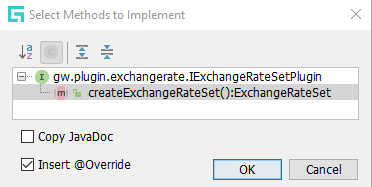 Select Methods to Implement
gw.plugin.exchangerate.IExchangeRateSetPlugin
createExchangeRateSet():ExchangeRateSet
Copy JavaDoc
Insert @Override
OK
Cancel